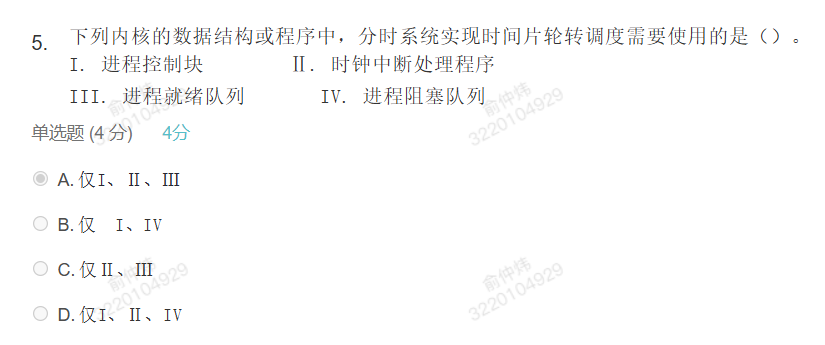 5. 下列内核的数据结构或程序中，分时系统实现时间片轮转调度需要使用的是（）。
I. 进程控制块 II. 时钟中断处理程序
III. 进程就绪队列 IV. 进程阻塞队列
俞仲炜 3220104929
俞仲炜 3220104929
单选题 (4 分) 4分
A. 仅I、II、III
B. 仅 I、IV
C. 仅II、III
D. 仅I、II、IV
俞仲炜 3220104929
俞仲炜 3220104929